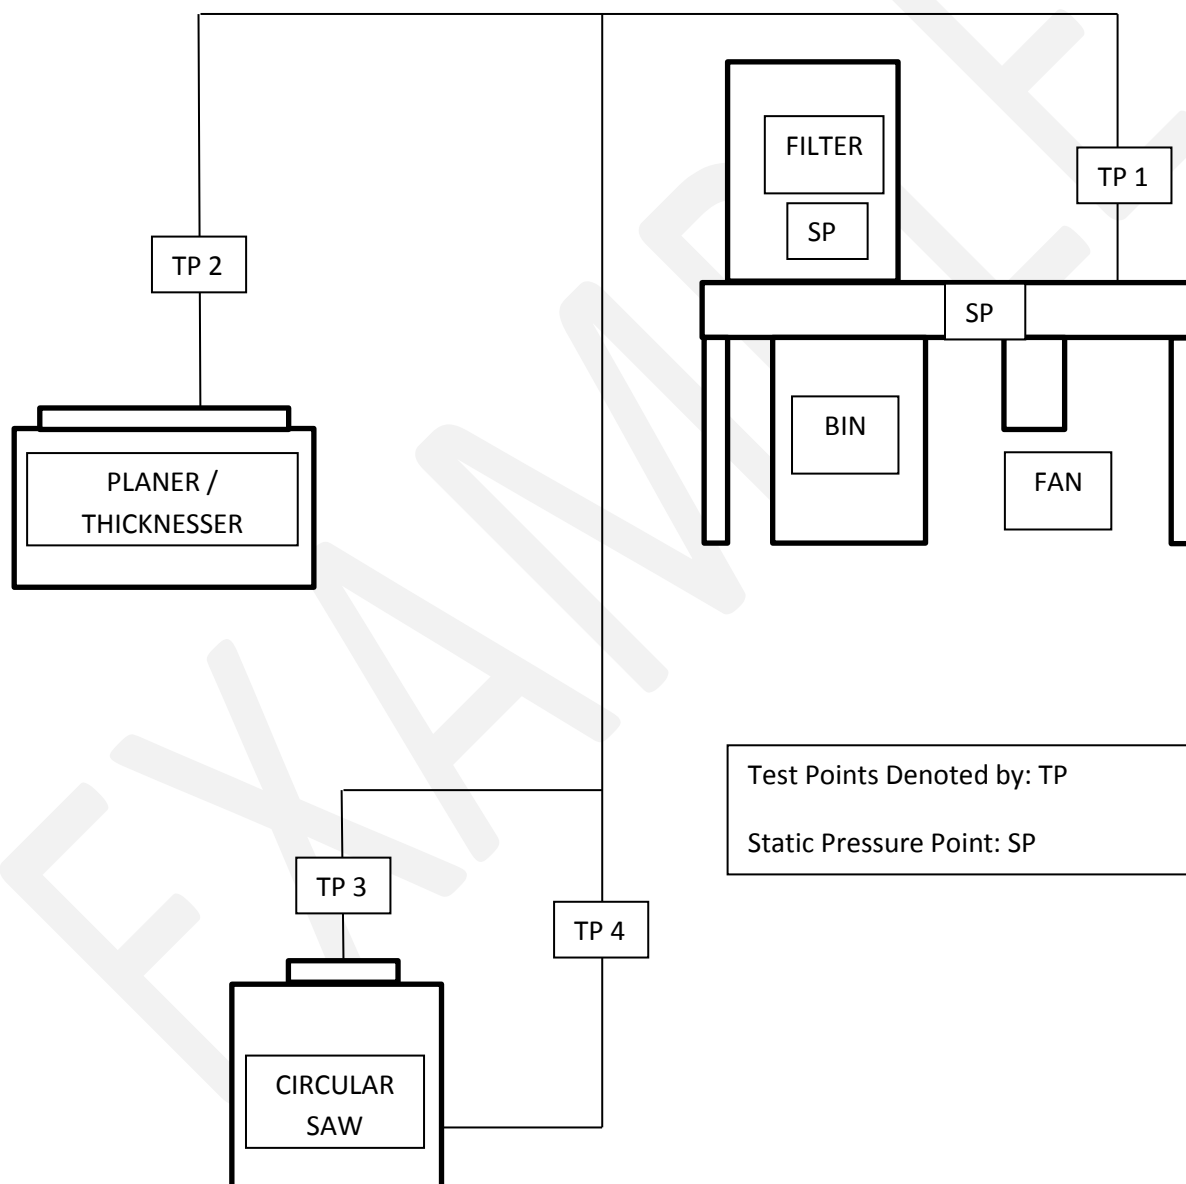 FILTER
TP 1
SP
TP 2
SP
PLANER /
THICKNESSER
BIN
FAN
Test Points Denoted by: TP
Static Pressure Point: SP
TP 3
TP 4
CIRCULAR
SAW
EXAMPLE